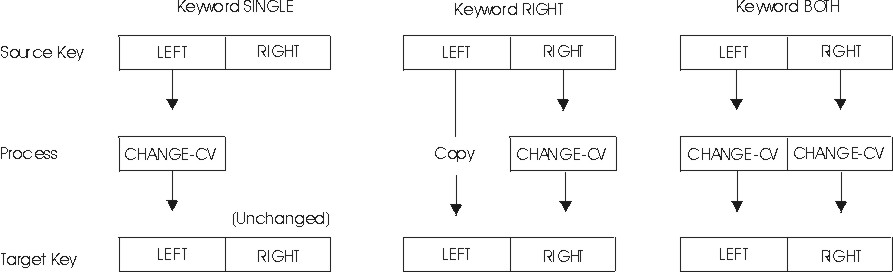 Keyword SINGLE Keyword RIGHT Keyword BOTH
Source Key LEFT RIGHT LEFT RIGHT LEFT RIGHT
Process CHANGE-CV Copy CHANGE-CV CHANGE-CV CHANGE-CV
(Unchanged)
Target Key LEFT RIGHT LEFT RIGHT LEFT RIGHT